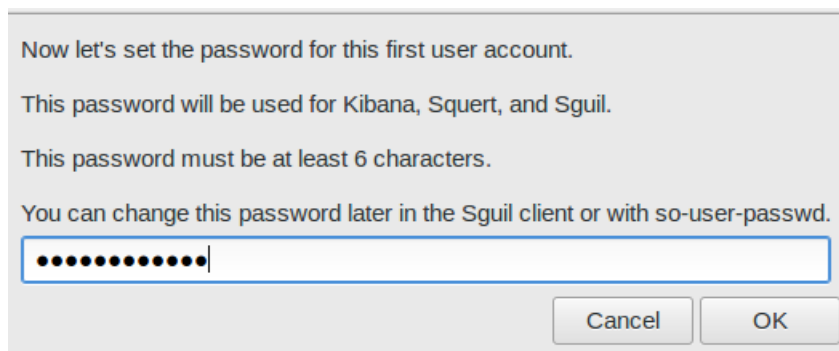 Now let's set the password for this first user account.
This password will be used for Kibana, Squert, and Sguil.
This password must be at least 6 characters.
You can change this password later in the Sguil client or with so-user-passwd.
●●●●●●●●●●●●
Cancel OK